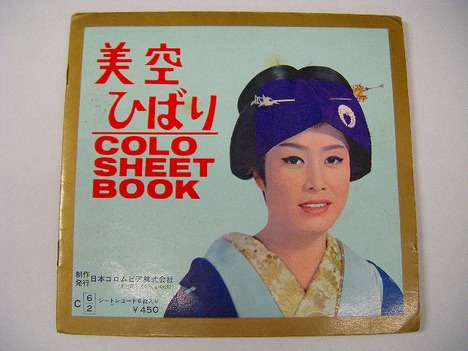 美空
ひばり
COLO
SHEET
BOOK
制作
発行
日本コロムビア株式会社
C 6/2
シートレコード6枚入り
￥450